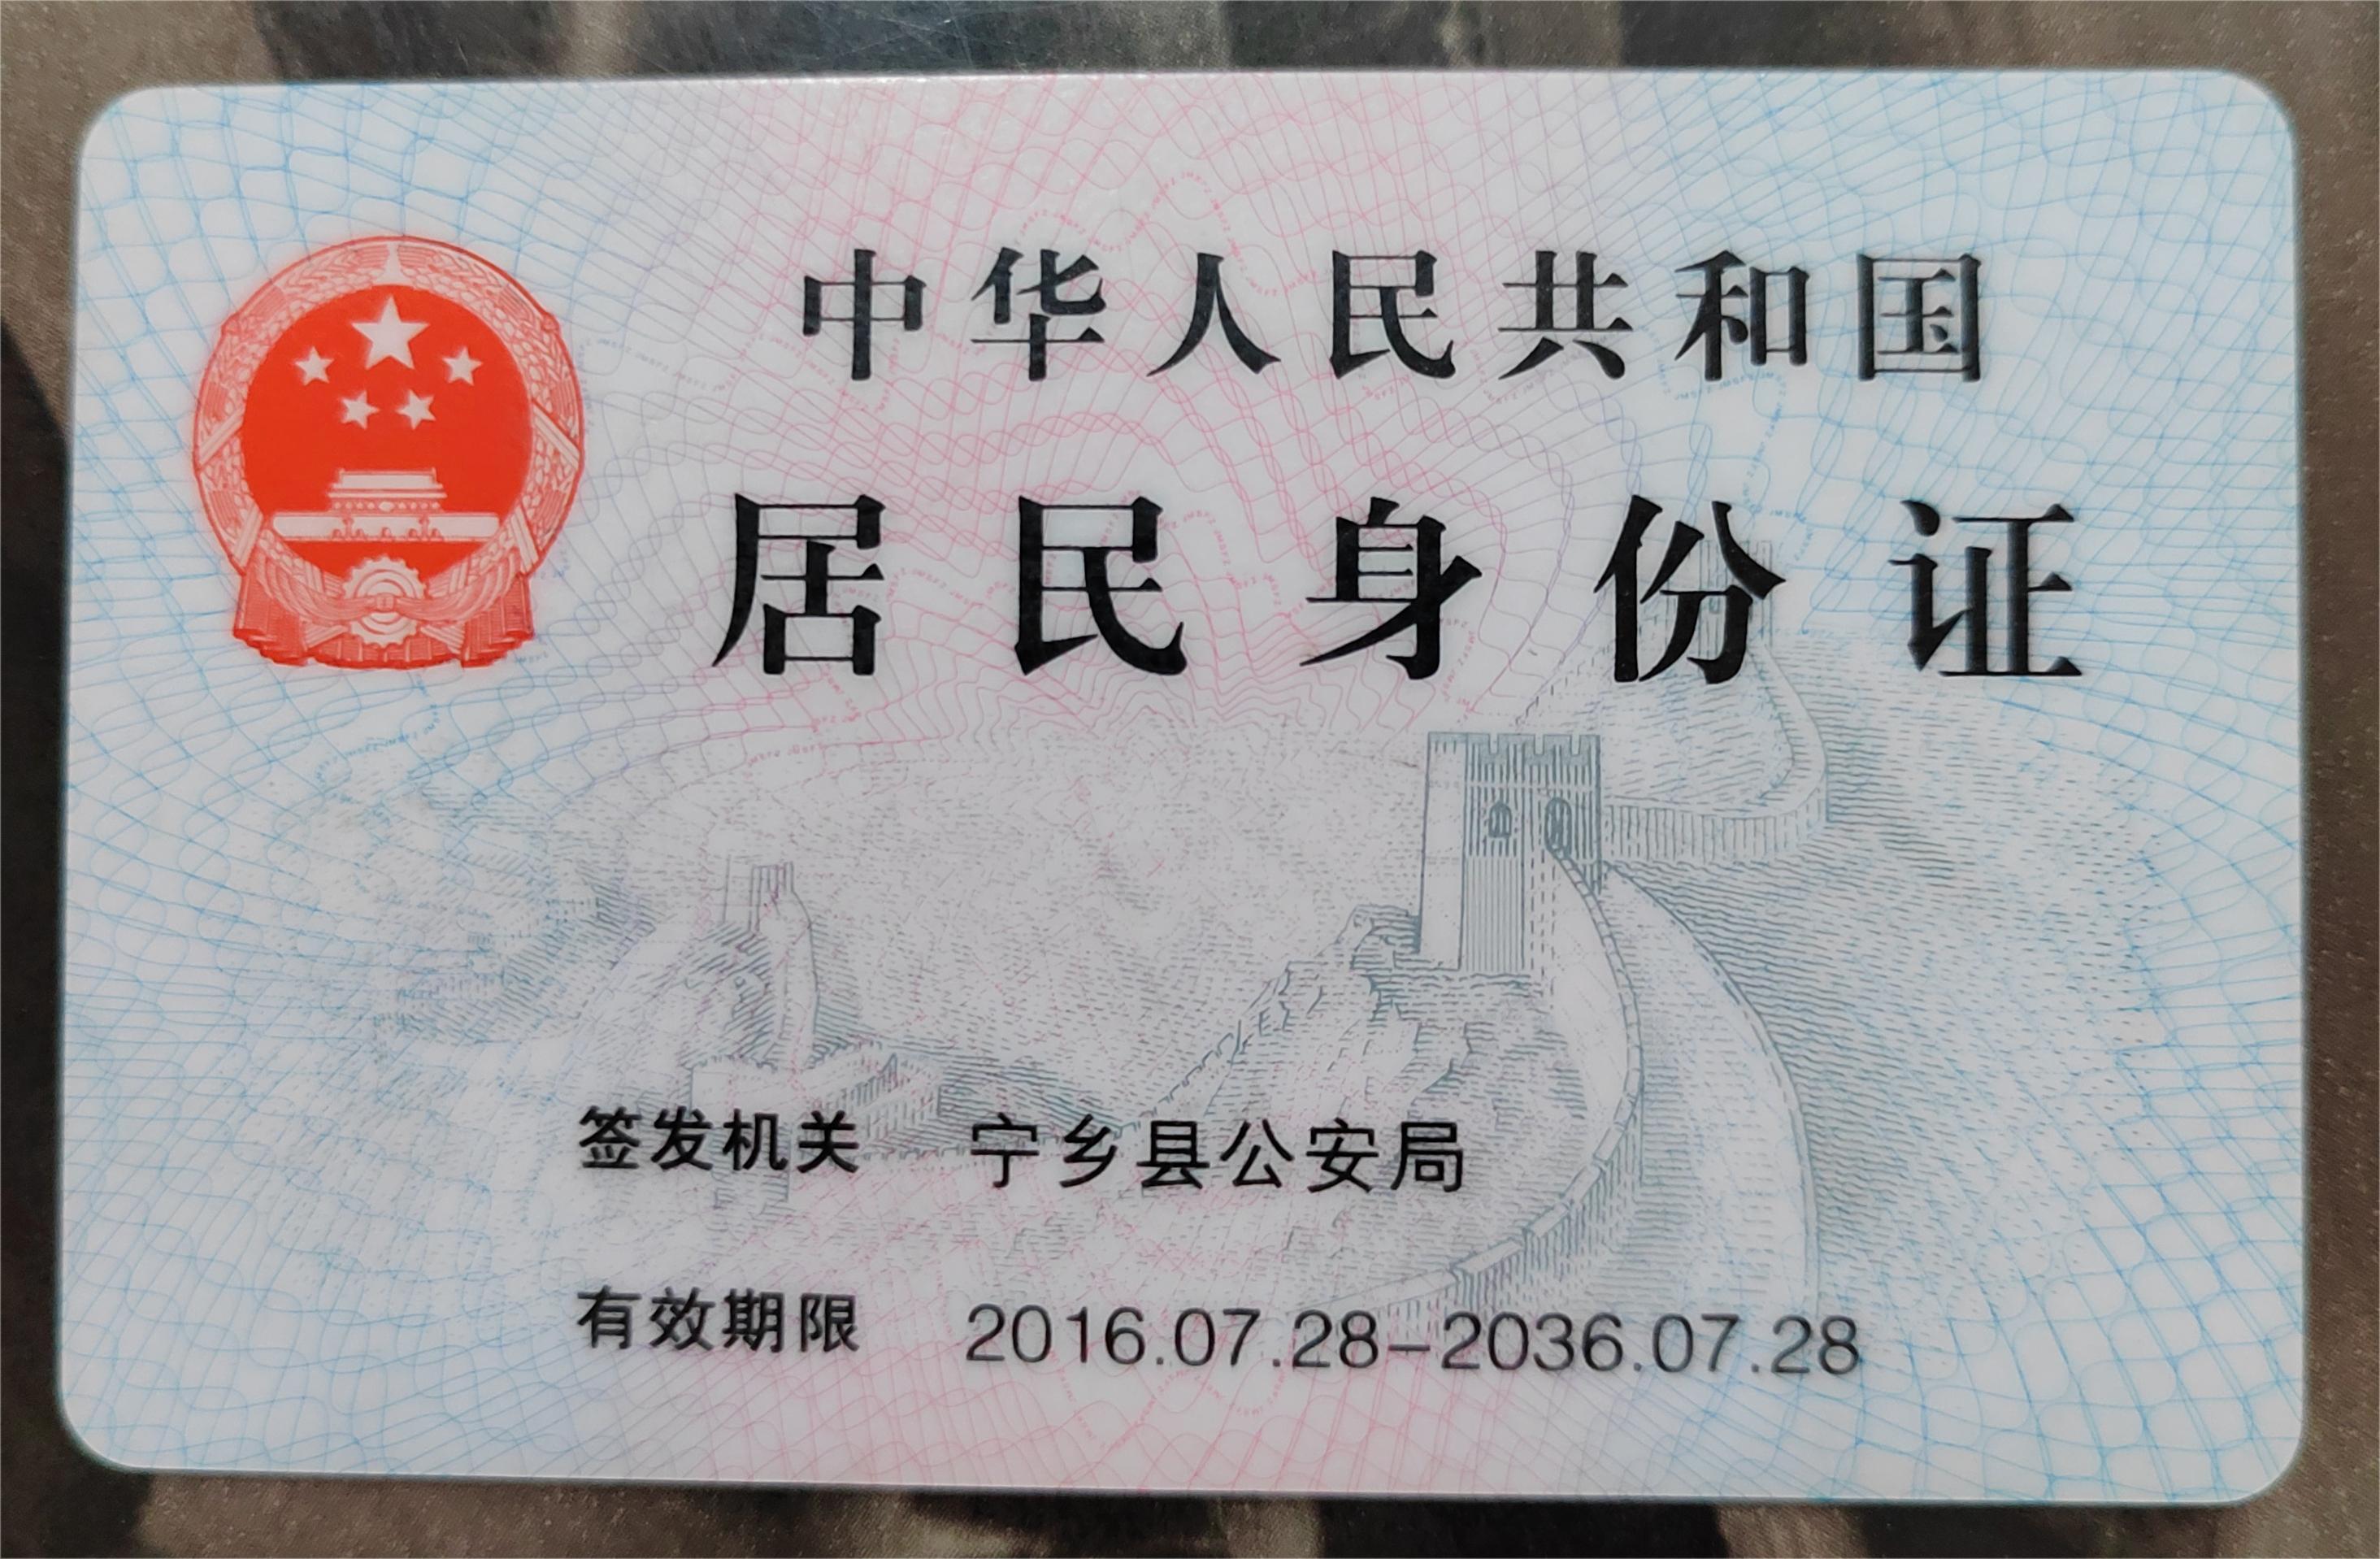 中华人民共和国
居民身份证
签发机关 宁乡县公安局
有效期限 2016.07.28-2036.07.28